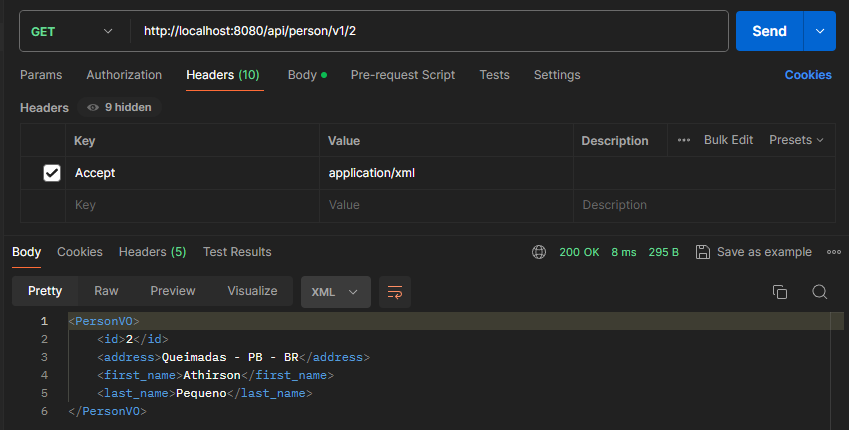 GET http://localhost:8080/api/person/v1/2 Send
Params Authorization Headers (10) Body Pre-request Script Tests Settings Cookies
Headers 9 hidden
Key Value Description ••• Bulk Edit Presets
Accept application/xml
Key Value Description
Body Cookies Headers (5) Test Results 200 OK 8 ms 295 B Save as example
Pretty Raw Preview Visualize XML
1 <PersonVO>
2 <id>2</id>
3 <address>Queimadas - PB - BR</address>
4 <first_name>Athirson</first_name>
5 <last_name>Pequeno</last_name>
6 </PersonVO>